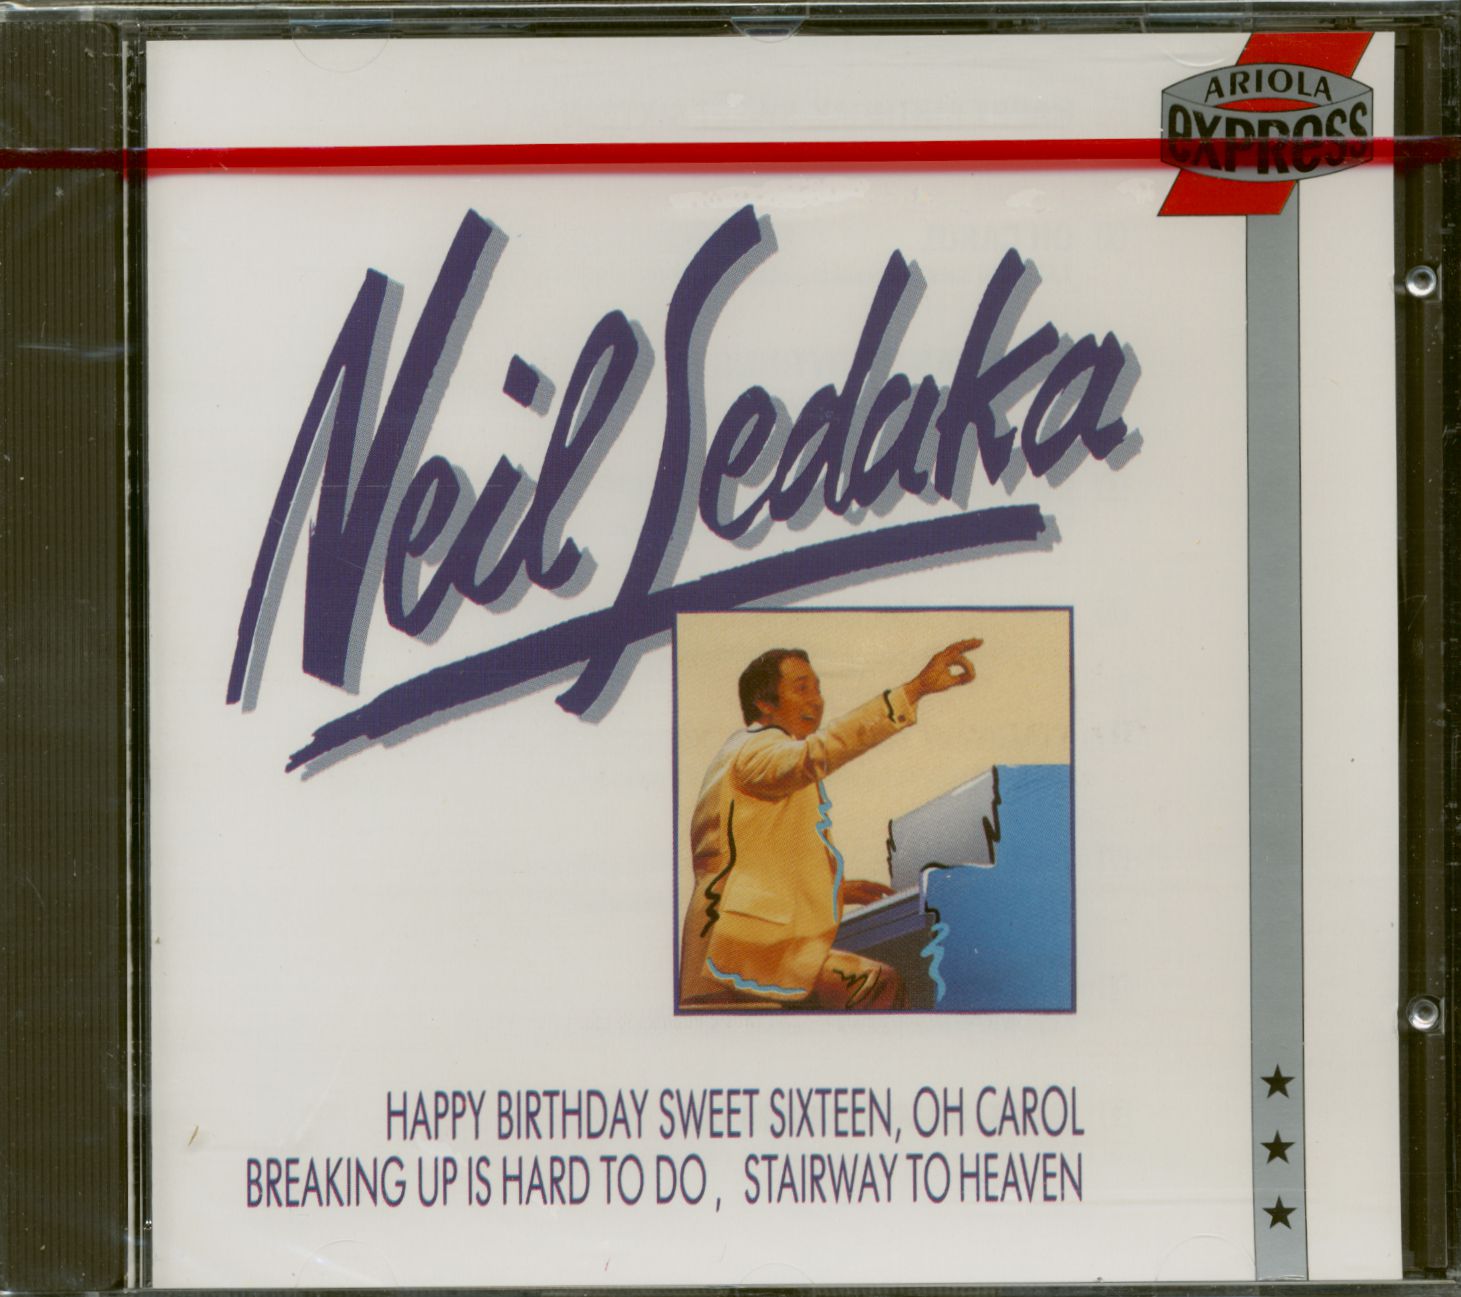 ARIOLA
express
Neil Sedaka
HAPPY BIRTHDAY SWEET SIXTEEN, OH CAROL
BREAKING UP IS HARD TO DO, STAIRWAY TO HEAVEN